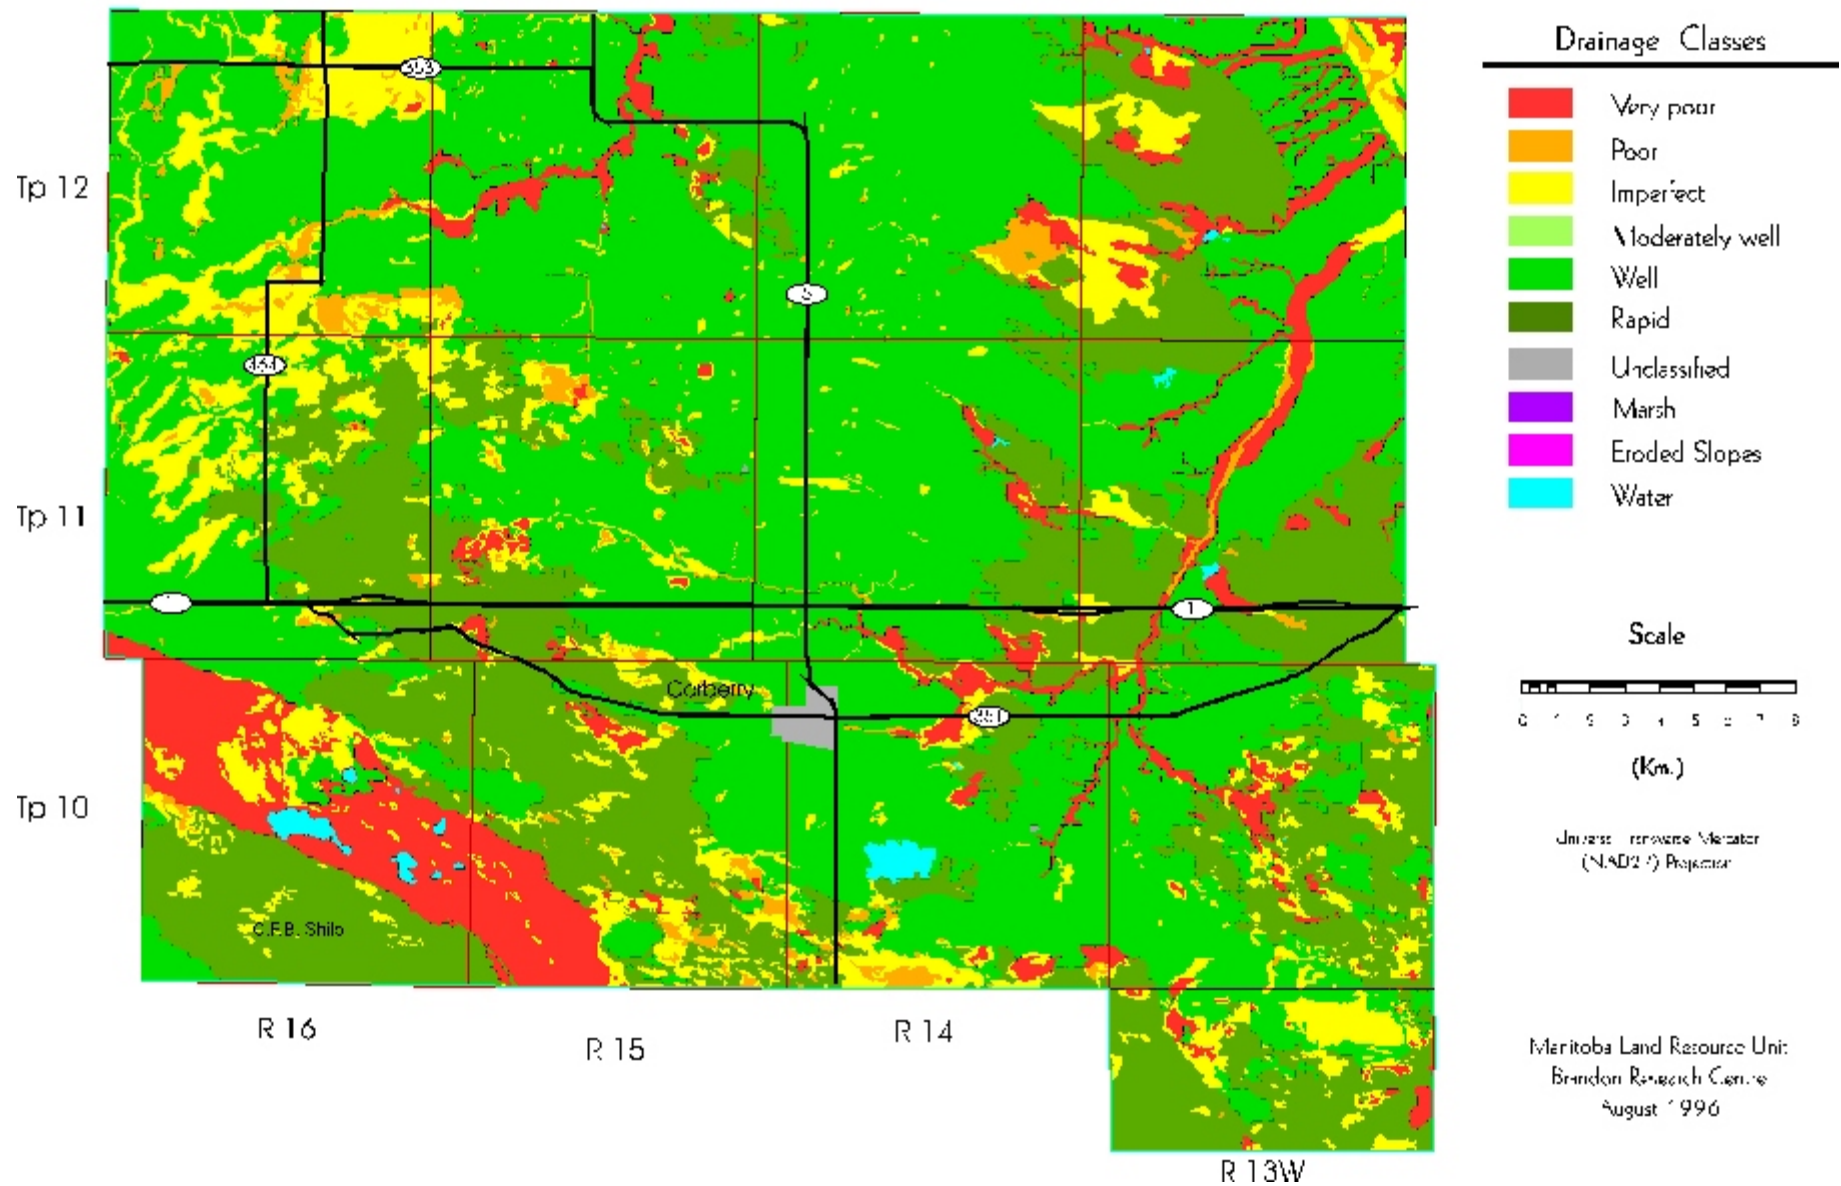 Drainage Classes
Very poor
Poor
Imperfect
Moderately well
Well
Rapid
Unclassified
Marsh
Eroded Slopes
Water
Tp 12
5
Tp 11
1
Scale
(Km.)
Carberry
Tp 10
(NAD27) Projection
C.F.B. Shilo
R 16
R 15
R 14
Manitoba Land Resource Unit
Brandon Research Centre
August 1996
R 13W